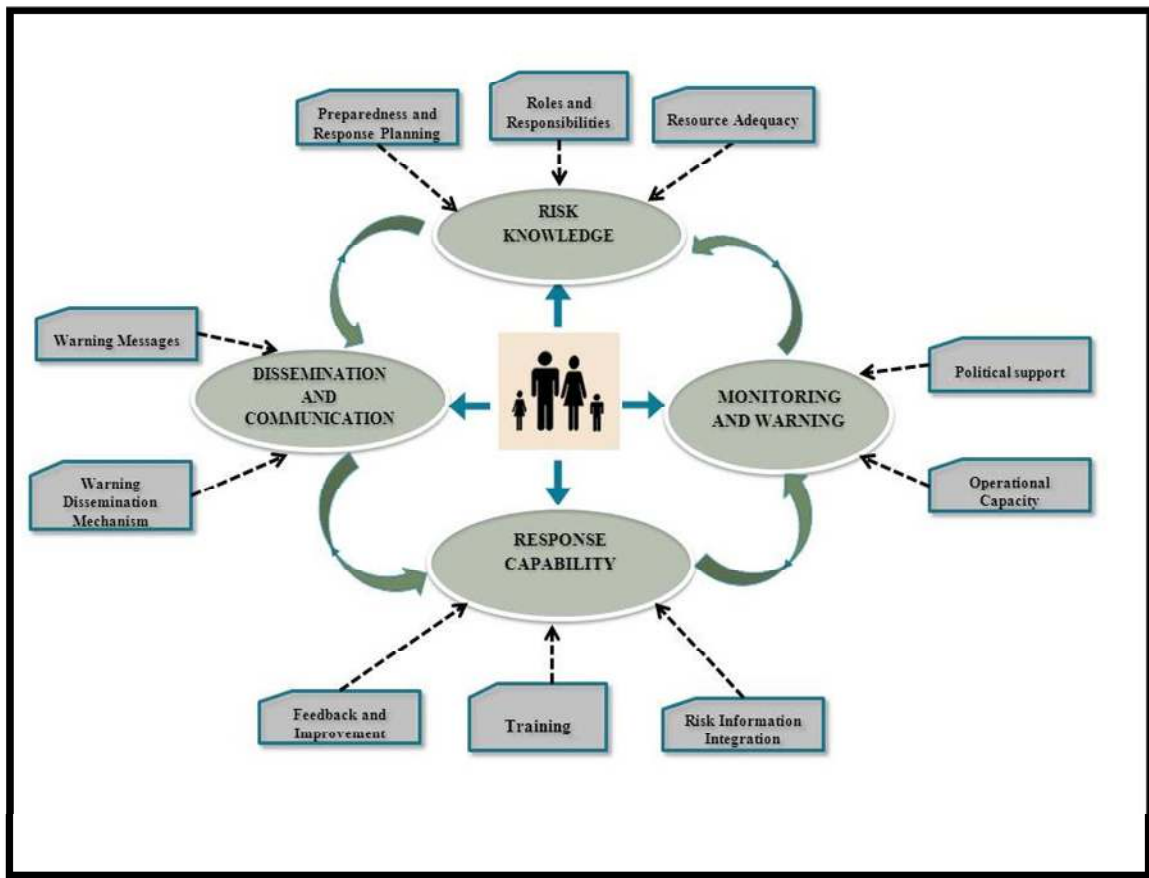 Preparedness and
Response Planning
Roles and
Responsibilities
Resource Adequacy
RISK
KNOWLEDGE
Warning Messages
DISSEMINATION
AND
COMMUNICATION
MONITORING
AND WARNING
Political support
Warning
Dissemination
Mechanism
Operational
Capacity
RESPONSE
CAPABILITY
Feedback and
Improvement
Training
Risk Information
Integration